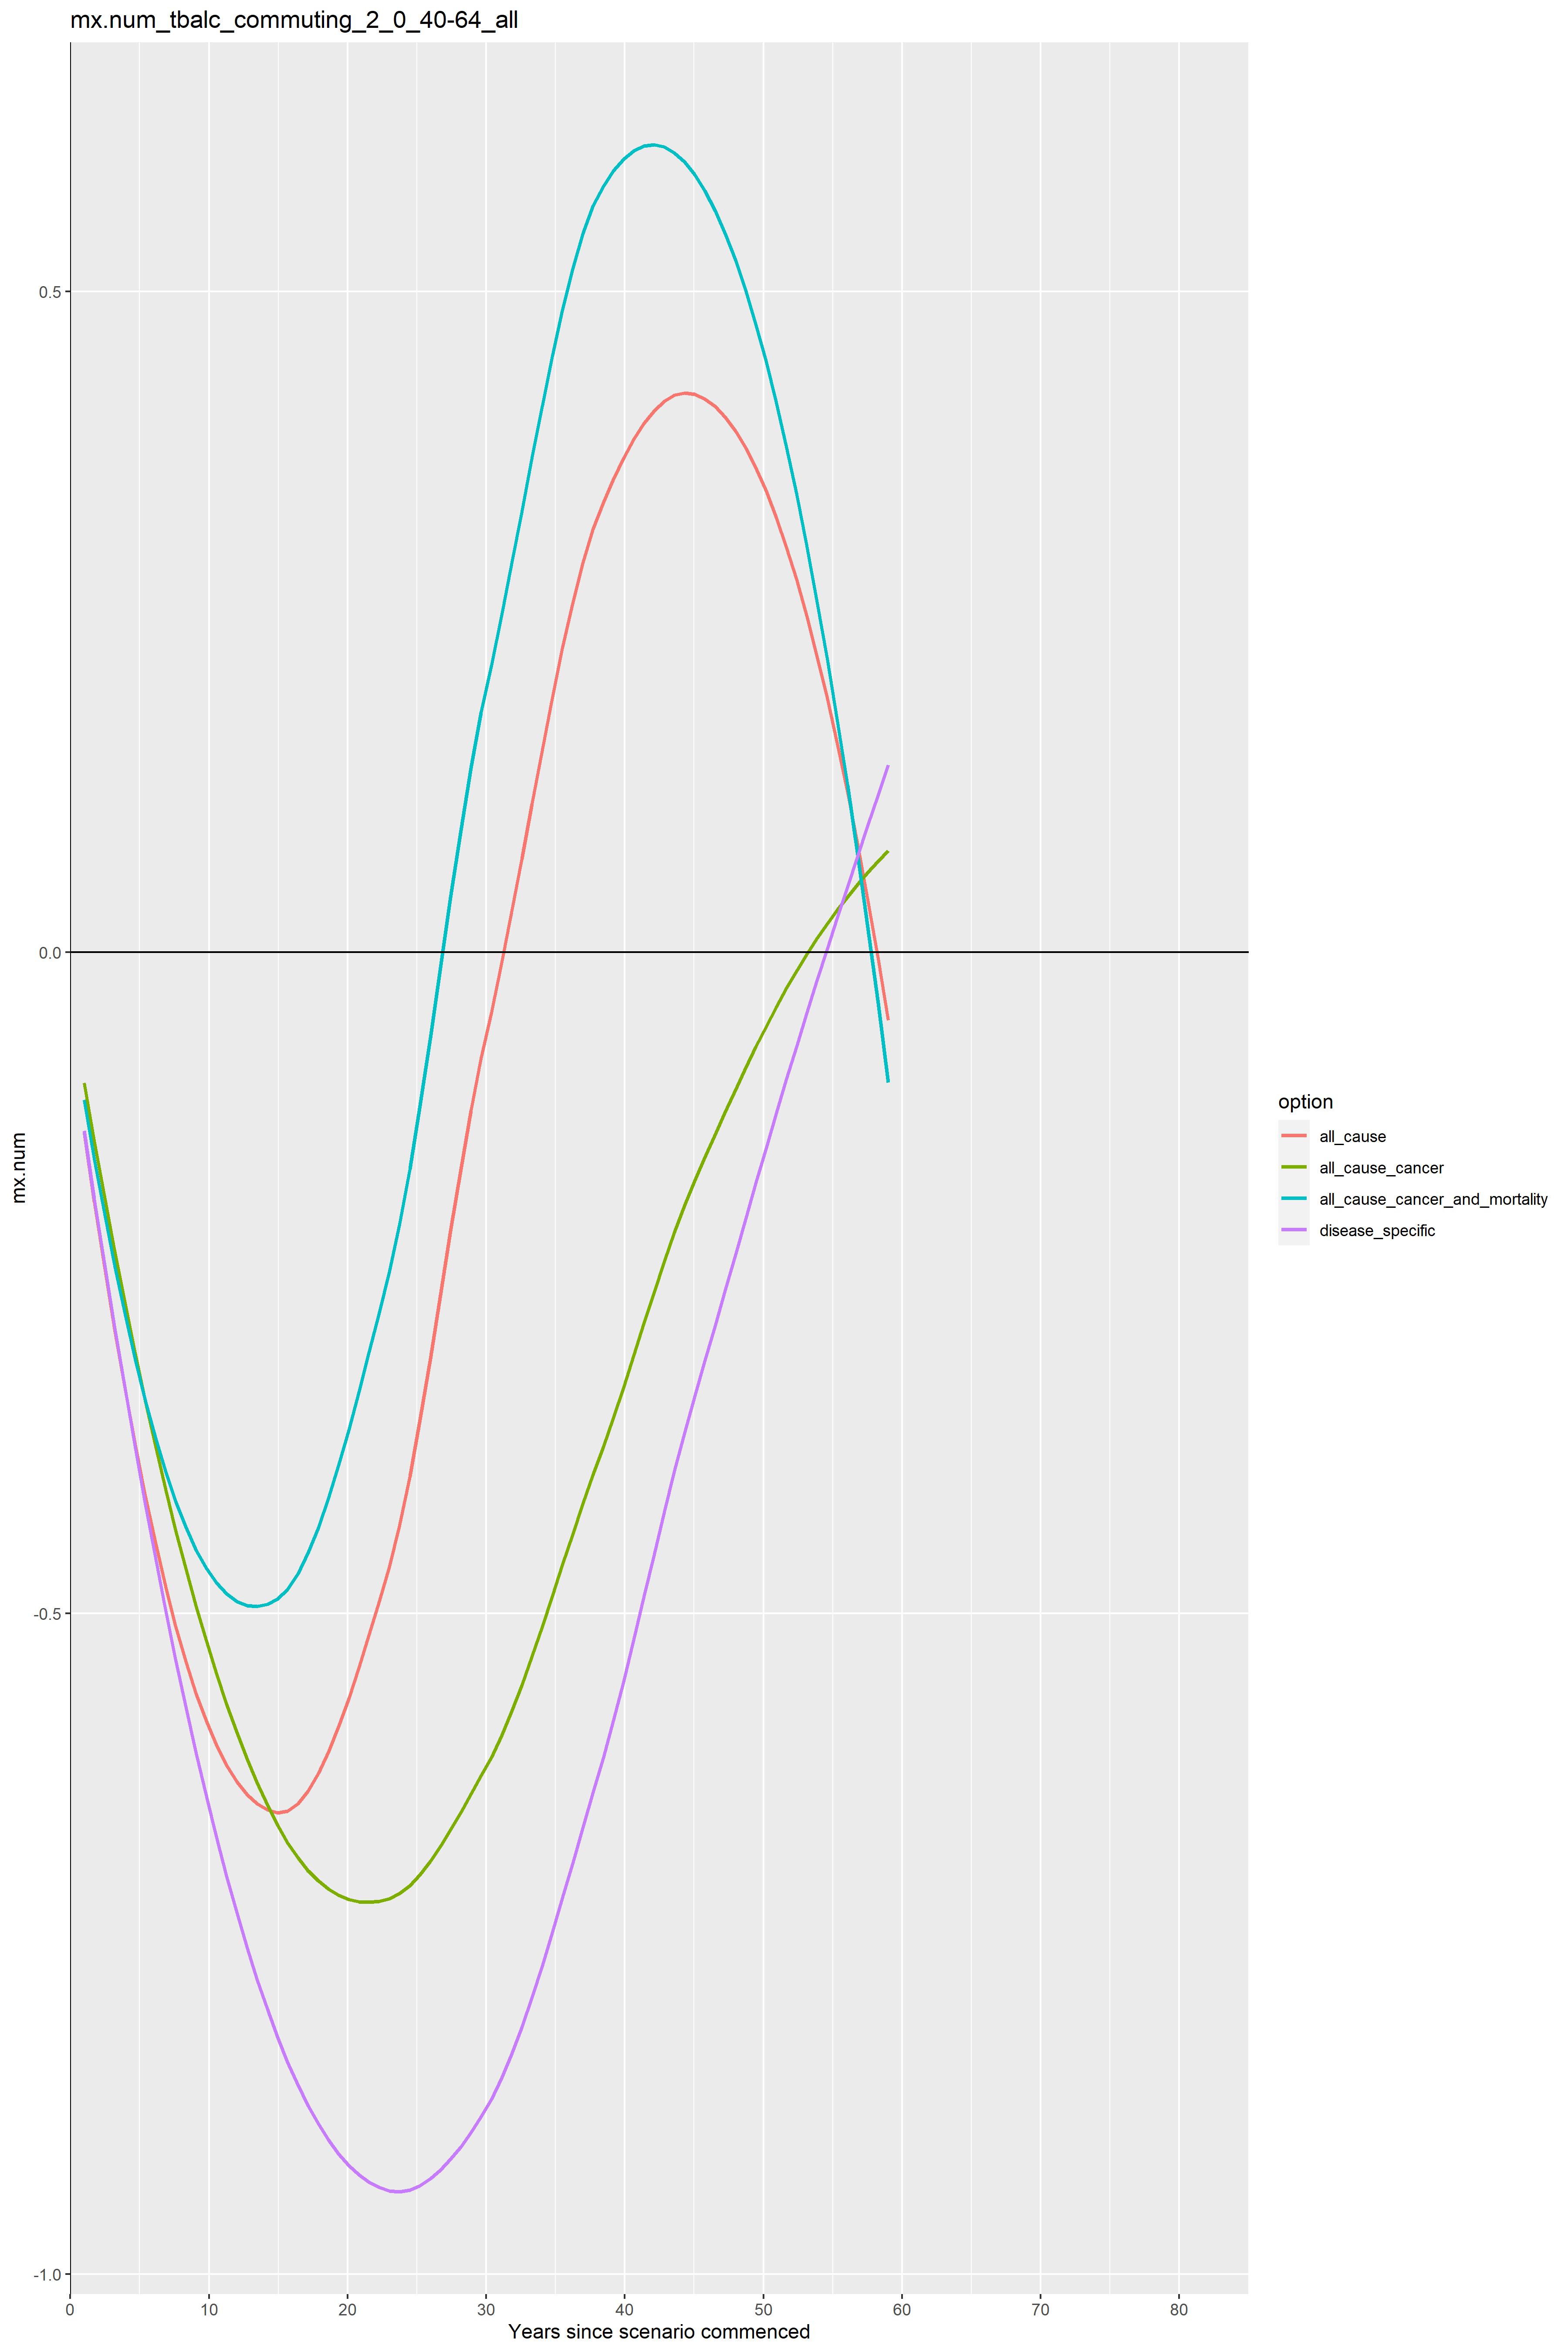 mx.num_tbalc_commuting_2_0_40-64_all
0.5
0.0
-0.5
-1.0
mx.num
0 10 20 30 40 50 60 70 80
Years since scenario commenced
option
all_cause
all_cause_cancer
all_cause_cancer_and_mortality
disease_specific